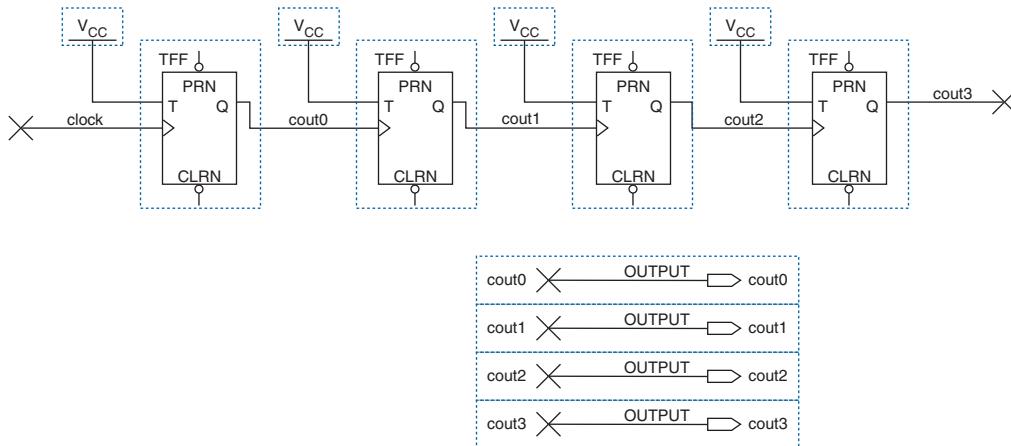 VCC VCC VCC VCC
TFF TFF TFF TFF
PRN PRN PRN PRN
T Q T Q T Q T Q
cout3
clock cout0 cout1 cout2
CLRN CLRN CLRN CLRN
cout0 OUTPUT cout0
cout1 OUTPUT cout1
cout2 OUTPUT cout2
cout3 OUTPUT cout3